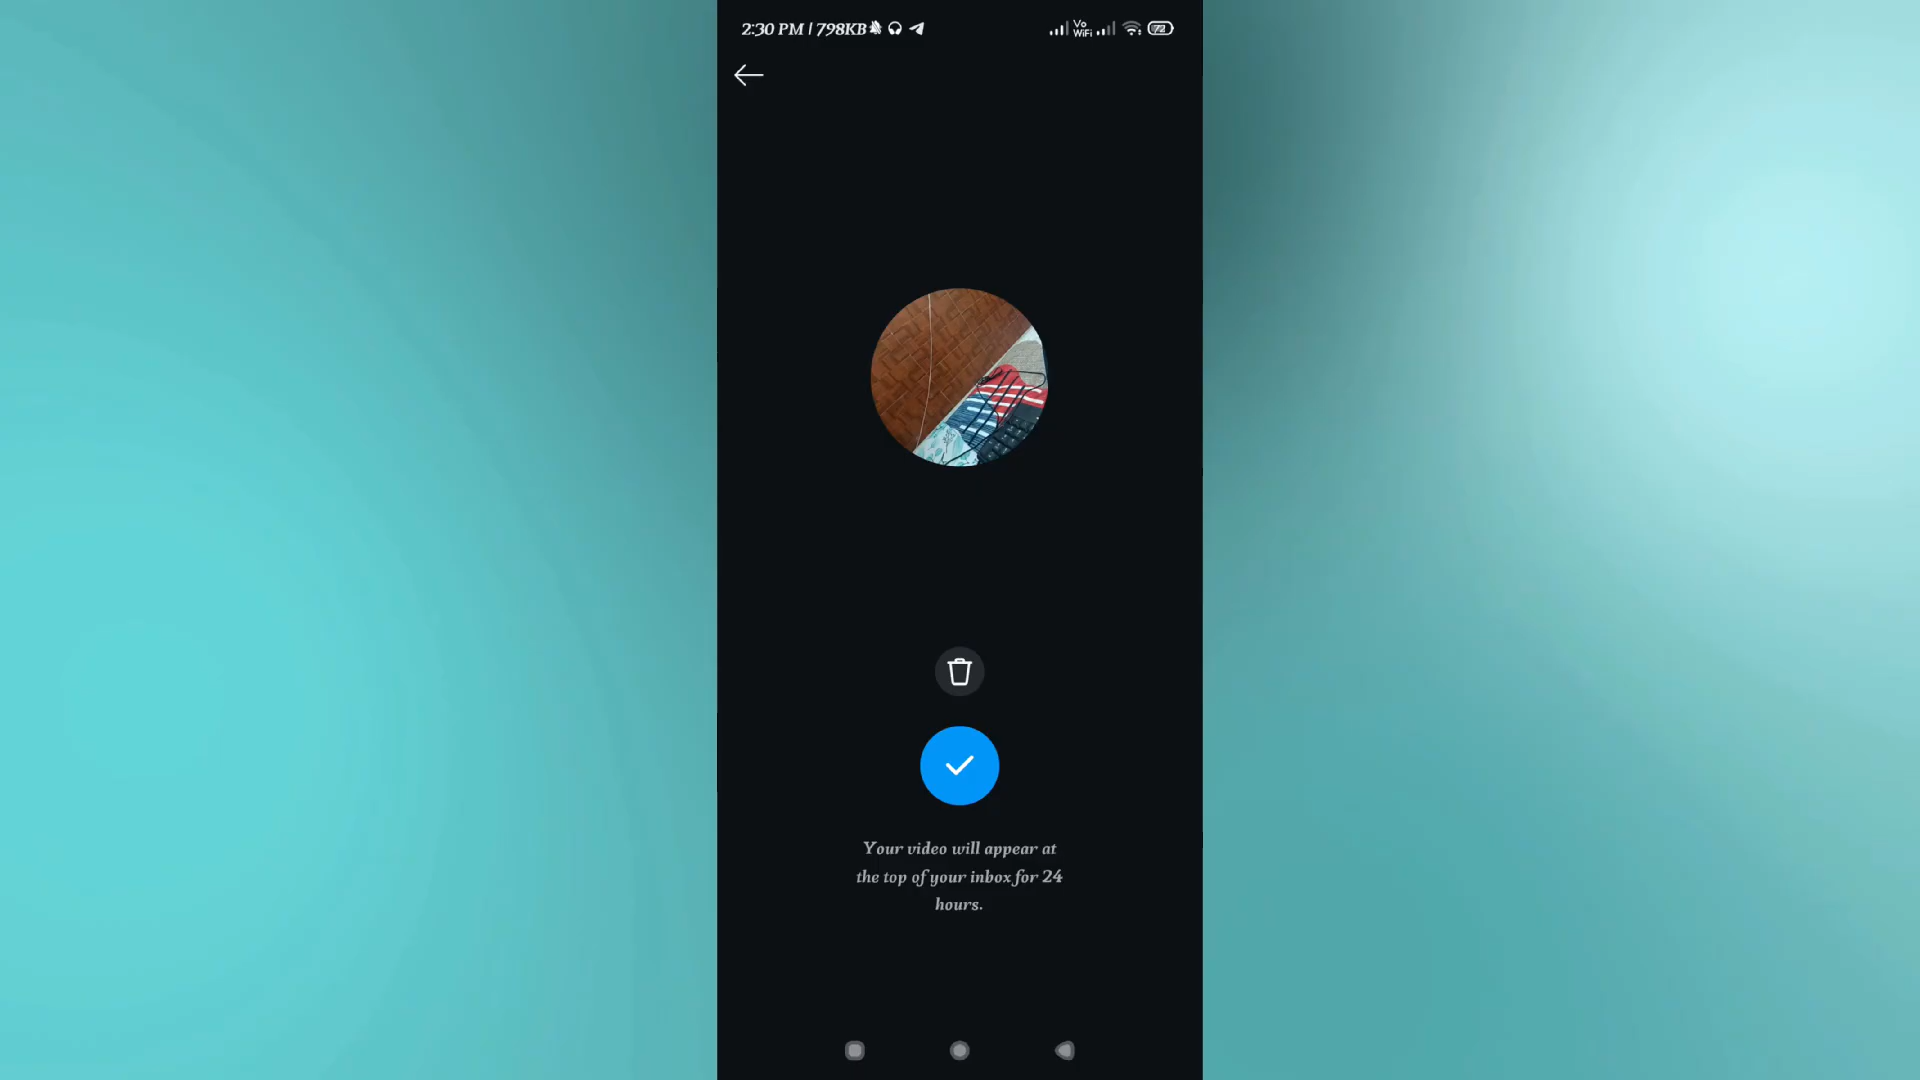 2:30 PM | 798KB
Vo
WiFi
72
Your video will appear at
the top of your inbox for 24
hours.